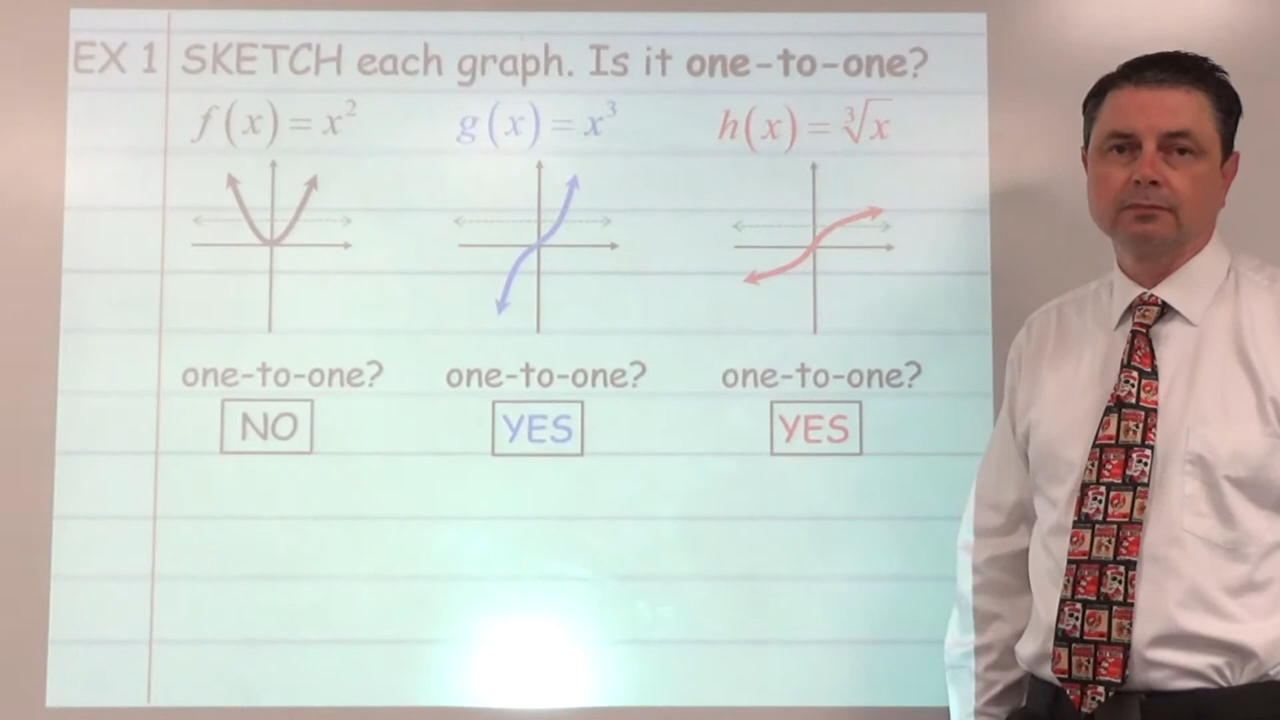 EX 1 SKETCH each graph. Is it one-to-one?
f(x) = x² g(x) = x³ h(x) = ∛x
one-to-one? one-to-one? one-to-one?
NO YES YES